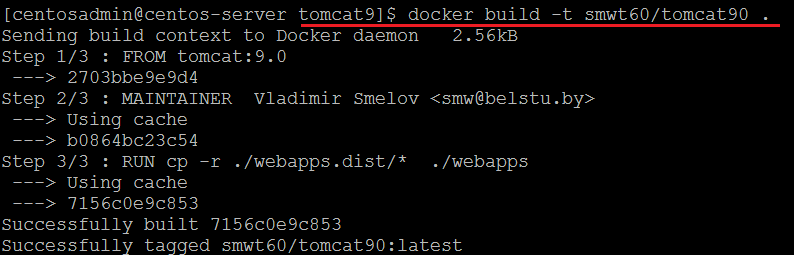 [centosadmin@centos-server tomcat9]$ docker build -t smwt60/tomcat90 .
Sending build context to Docker daemon   2.56kB
Step 1/3 : FROM tomcat:9.0
 ---> 2703bbe9e9d4
Step 2/3 : MAINTAINER  Vladimir Smelov <smw@belstu.by>
 ---> Using cache
 ---> b0864bc23c54
Step 3/3 : RUN cp -r ./webapps.dist/*  ./webapps
 ---> Using cache
 ---> 7156c0e9c853
Successfully built 7156c0e9c853
Successfully tagged smwt60/tomcat90:latest